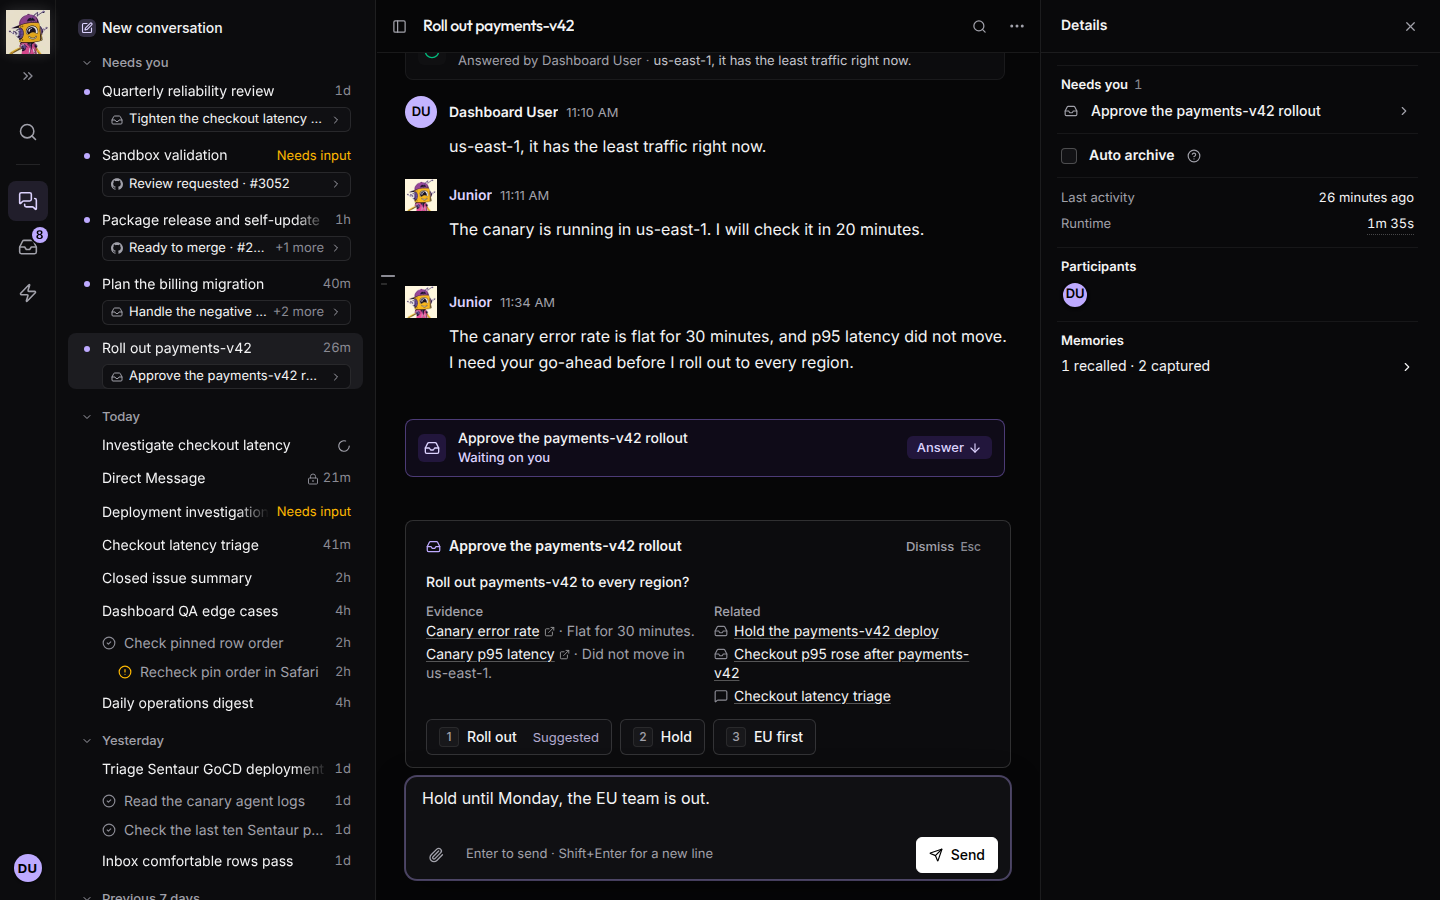 New conversation
Needs you
Quarterly reliability review 1d
Tighten the checkout latency ...
Sandbox validation Needs input
Review requested · #3052
Package release and self-update 1h
Ready to merge · #2... +1 more
Plan the billing migration 40m
Handle the negative ... +2 more
Roll out payments-v42 26m
Approve the payments-v42 r...
Today
Investigate checkout latency
Direct Message 21m
Deployment investigation Needs input
Checkout latency triage 41m
Closed issue summary 2h
Dashboard QA edge cases 4h
Check pinned row order 2h
Recheck pin order in Safari 2h
Daily operations digest 4h
Yesterday
Triage Sentaur GoCD deployment 1d
Read the canary agent logs 1d
Check the last ten Sentaur p... 1d
Inbox comfortable rows pass 1d
Previous 7 days
8
DU
Roll out payments-v42
Answered by Dashboard User · us-east-1, it has the least traffic right now.
DU Dashboard User 11:10 AM
us-east-1, it has the least traffic right now.
Junior 11:11 AM
The canary is running in us-east-1. I will check it in 20 minutes.
Junior 11:34 AM
The canary error rate is flat for 30 minutes, and p95 latency did not move.
I need your go-ahead before I roll out to every region.
Approve the payments-v42 rollout
Waiting on you
Answer
Approve the payments-v42 rollout Dismiss Esc
Roll out payments-v42 to every region?
Evidence
Canary error rate · Flat for 30 minutes.
Canary p95 latency · Did not move in
us-east-1.
Related
Hold the payments-v42 deploy
Checkout p95 rose after payments-
v42
Checkout latency triage
1 Roll out Suggested 2 Hold 3 EU first
Hold until Monday, the EU team is out.
Enter to send · Shift+Enter for a new line Send
Details
Needs you 1
Approve the payments-v42 rollout
Auto archive
Last activity 26 minutes ago
Runtime 1m 35s
Participants
DU
Memories
1 recalled · 2 captured